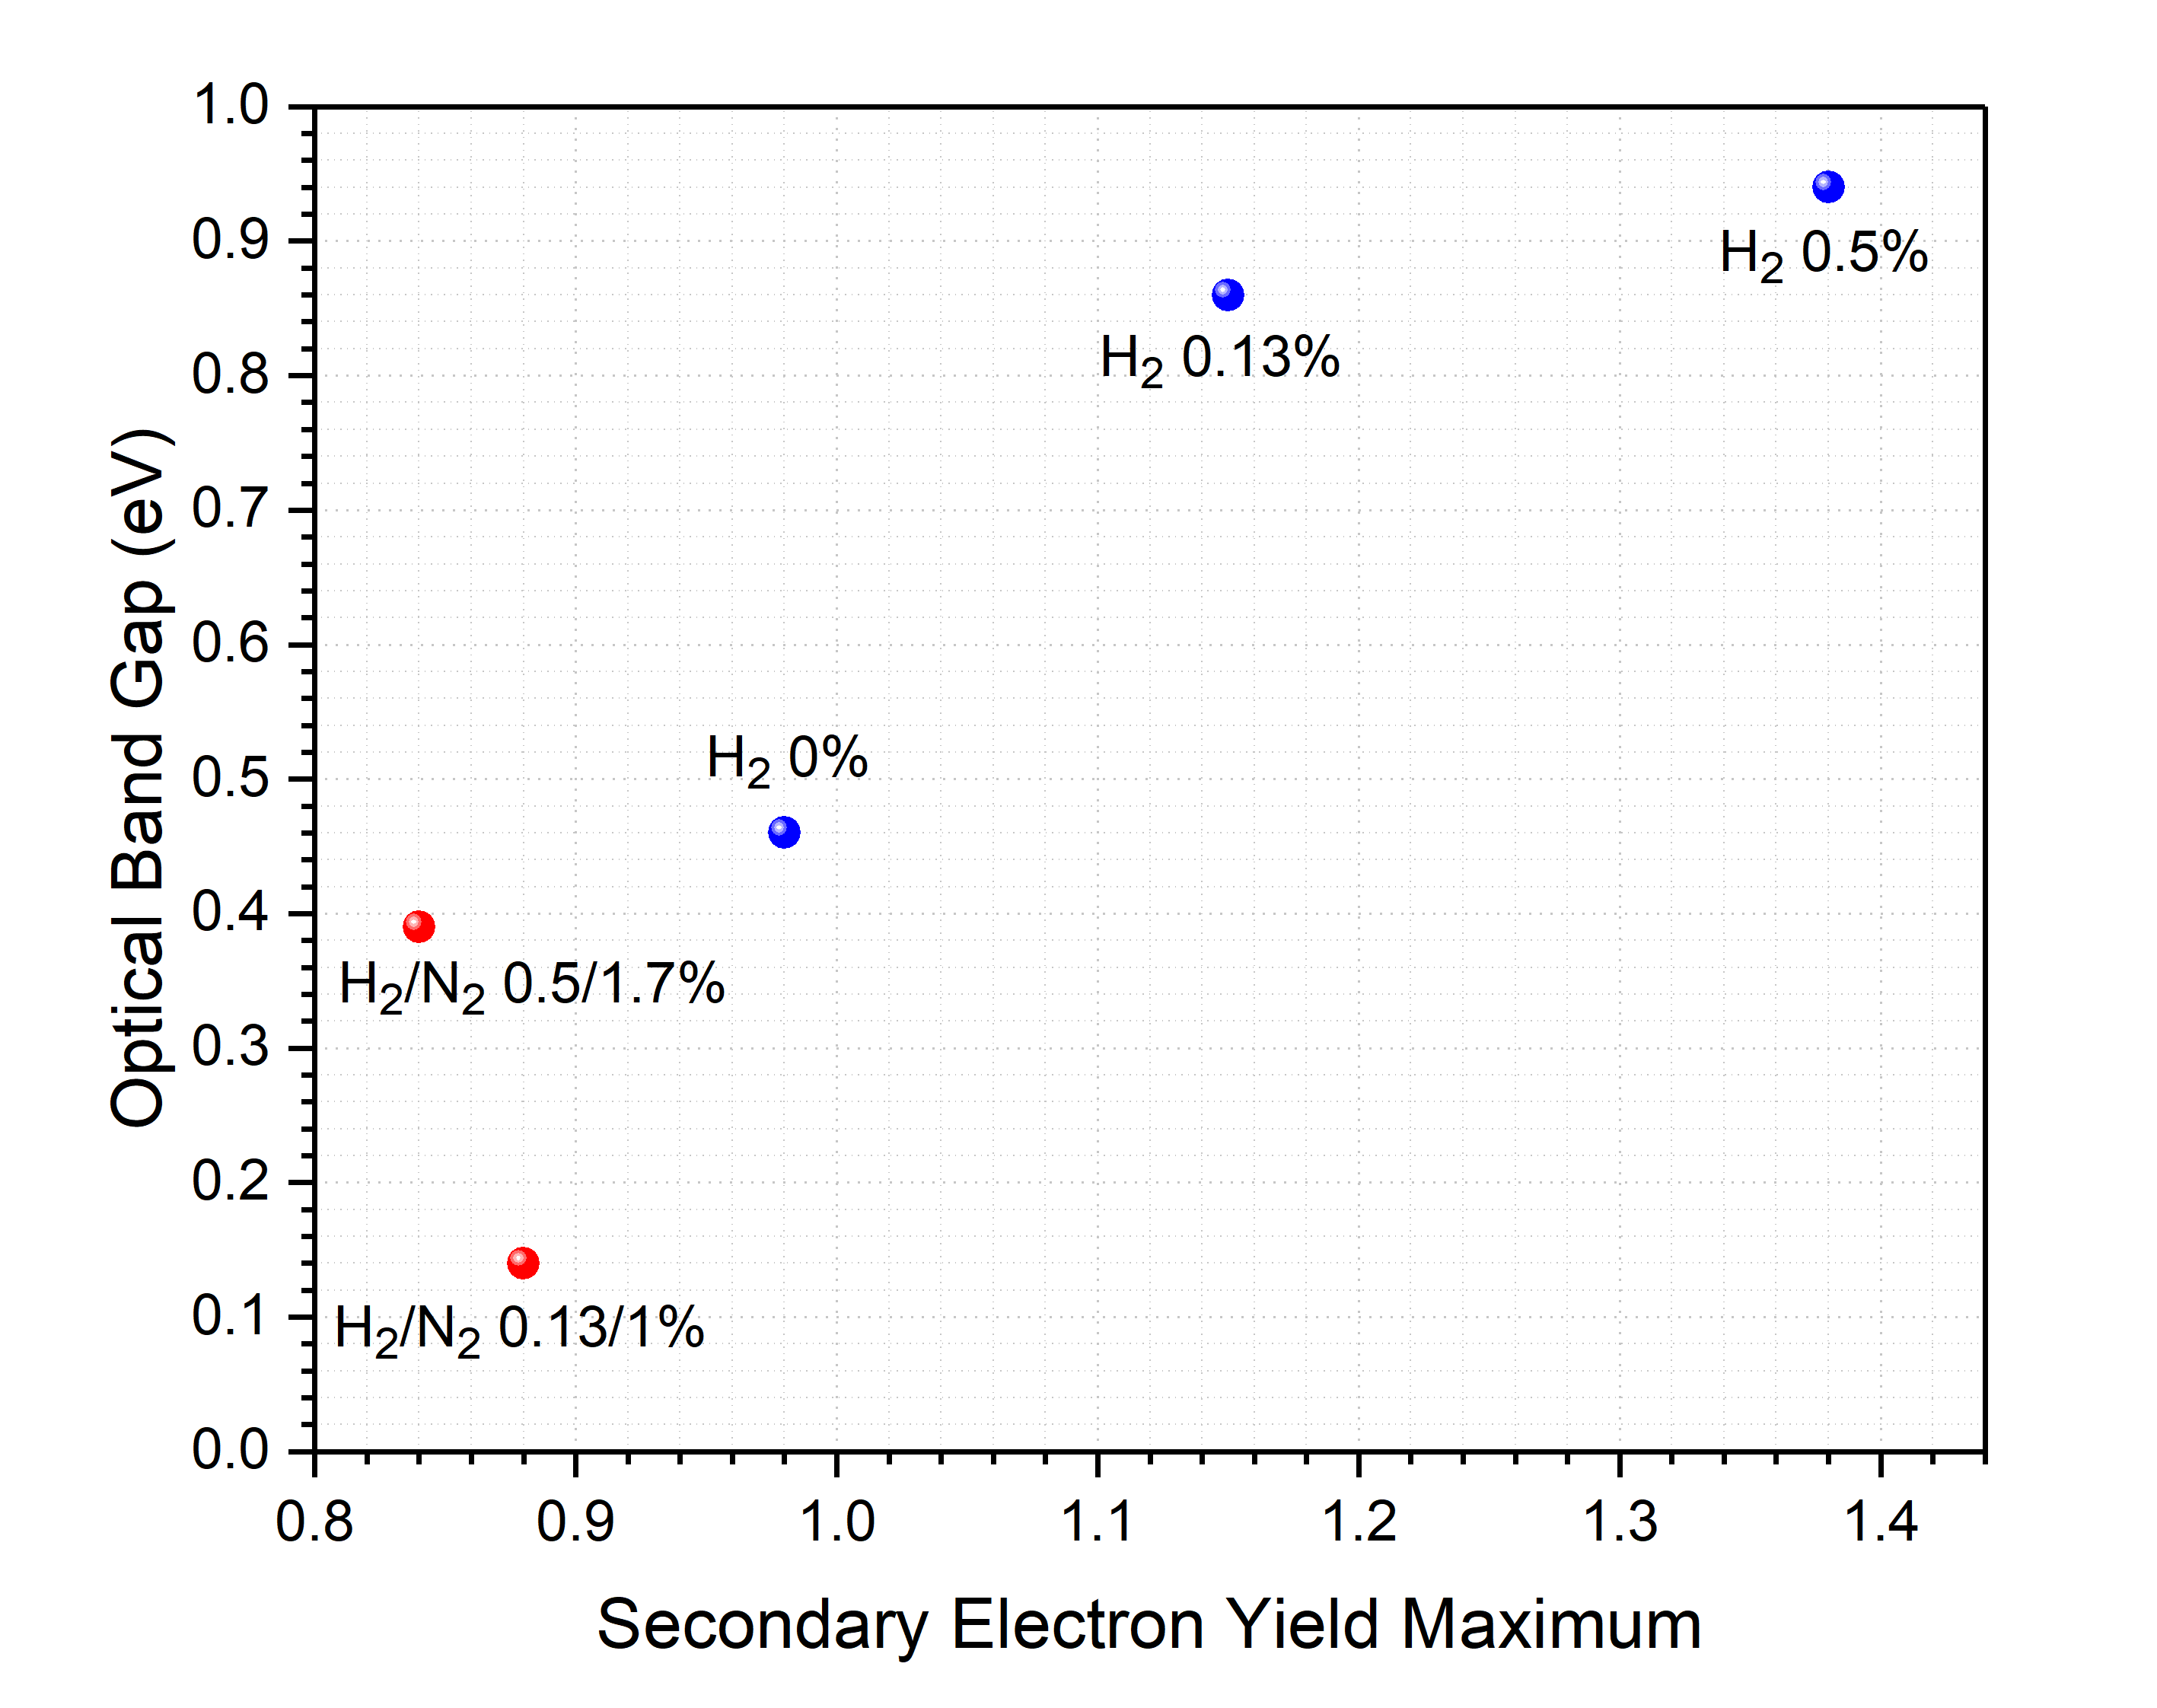 1.0
0.9
0.8
0.7
0.6
0.5
0.4
0.3
0.2
0.1
0.0
Optical Band Gap (eV)
H₂ 0.5%
H₂ 0.13%
H₂ 0%
H₂/N₂ 0.5/1.7%
H₂/N₂ 0.13/1%
0.8 0.9 1.0 1.1 1.2 1.3 1.4
Secondary Electron Yield Maximum